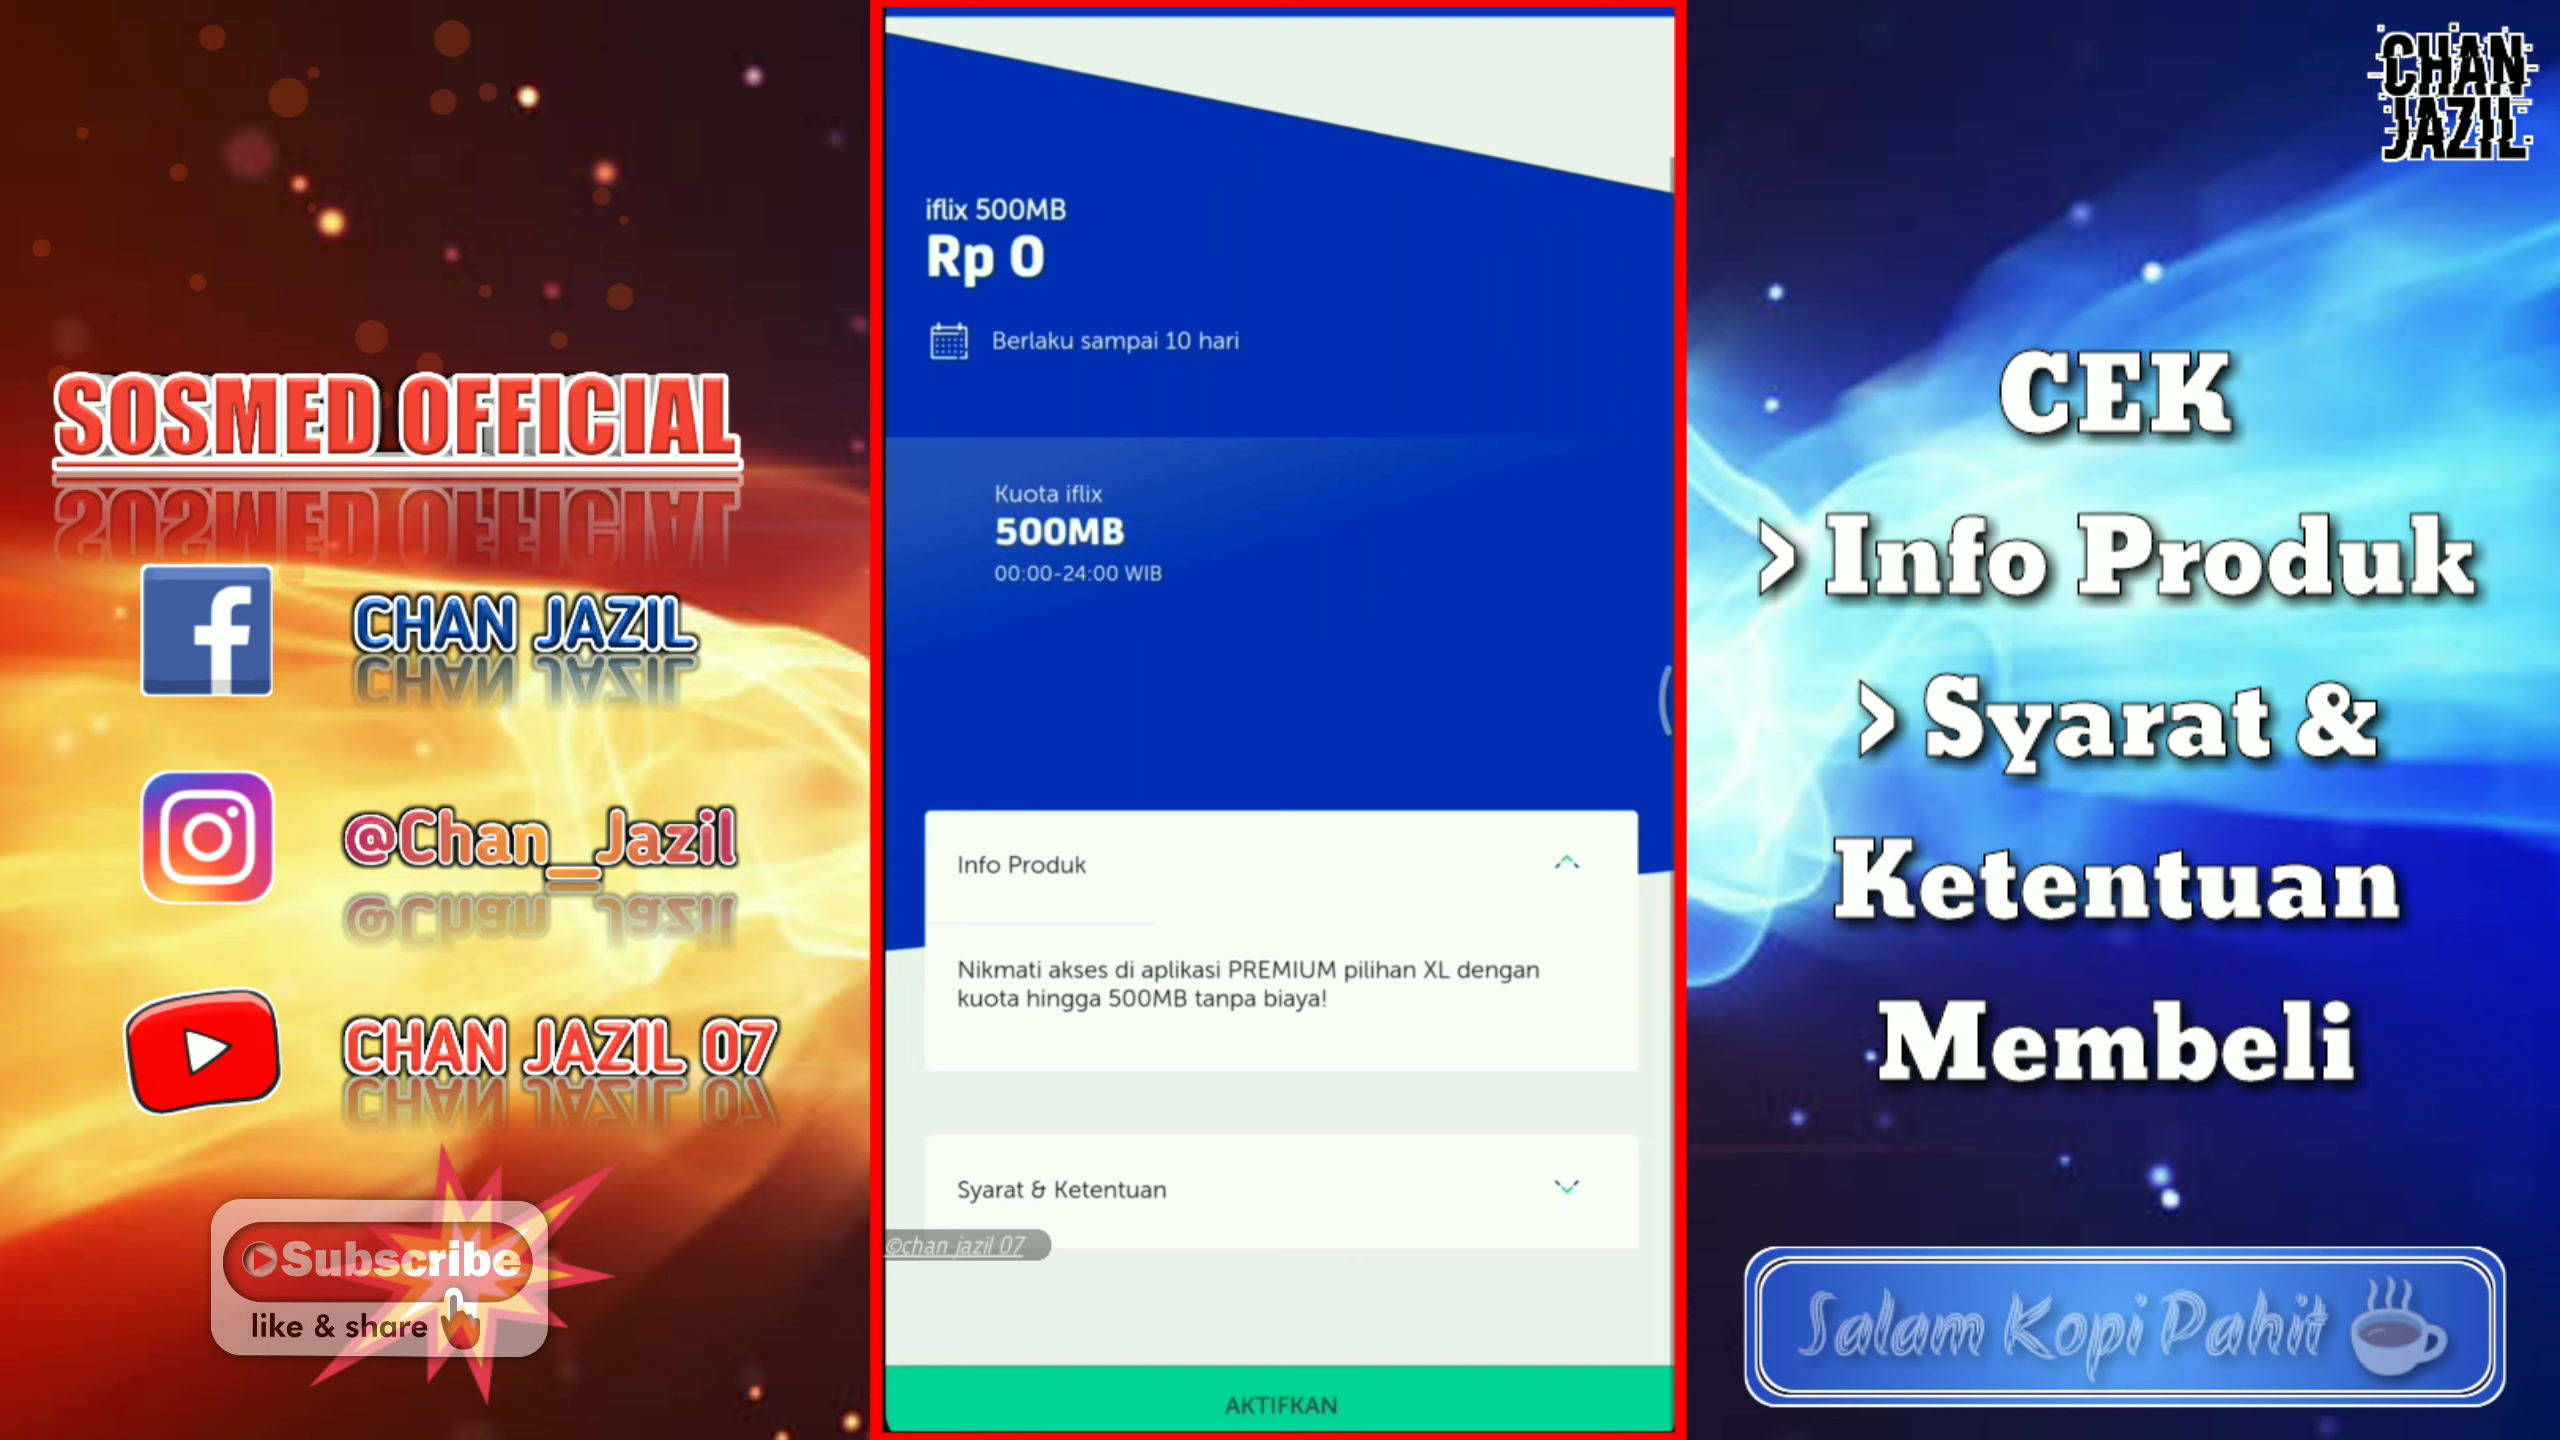 SOSMED OFFICIAL
CHAN JAZIL
@Chan__Jazil
CHAN JAZIL 07
Subscribe
like & share
iflix 500MB
Rp 0
Berlaku sampai 10 hari
Kuota iflix
500MB
00:00-24:00 WIB
Info Produk
Nikmati akses di aplikasi PREMIUM pilihan XL dengan
kuota hingga 500MB tanpa biaya!
Syarat & Ketentuan
©chan jazil 07
AKTIFKAN
CHAN
JAZIL
CEK
> Info Produk
> Syarat &
Ketentuan
Membeli
Salam Kopi Pahit